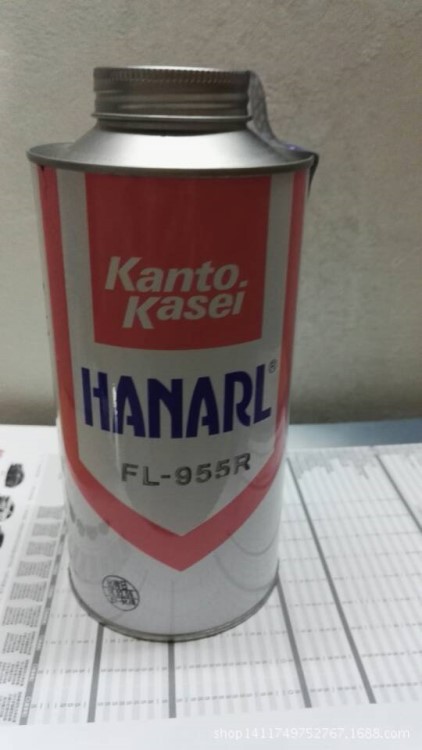 Kanto
Kasei
HANARL®
FL-955R
shop1411749752767.1688.com